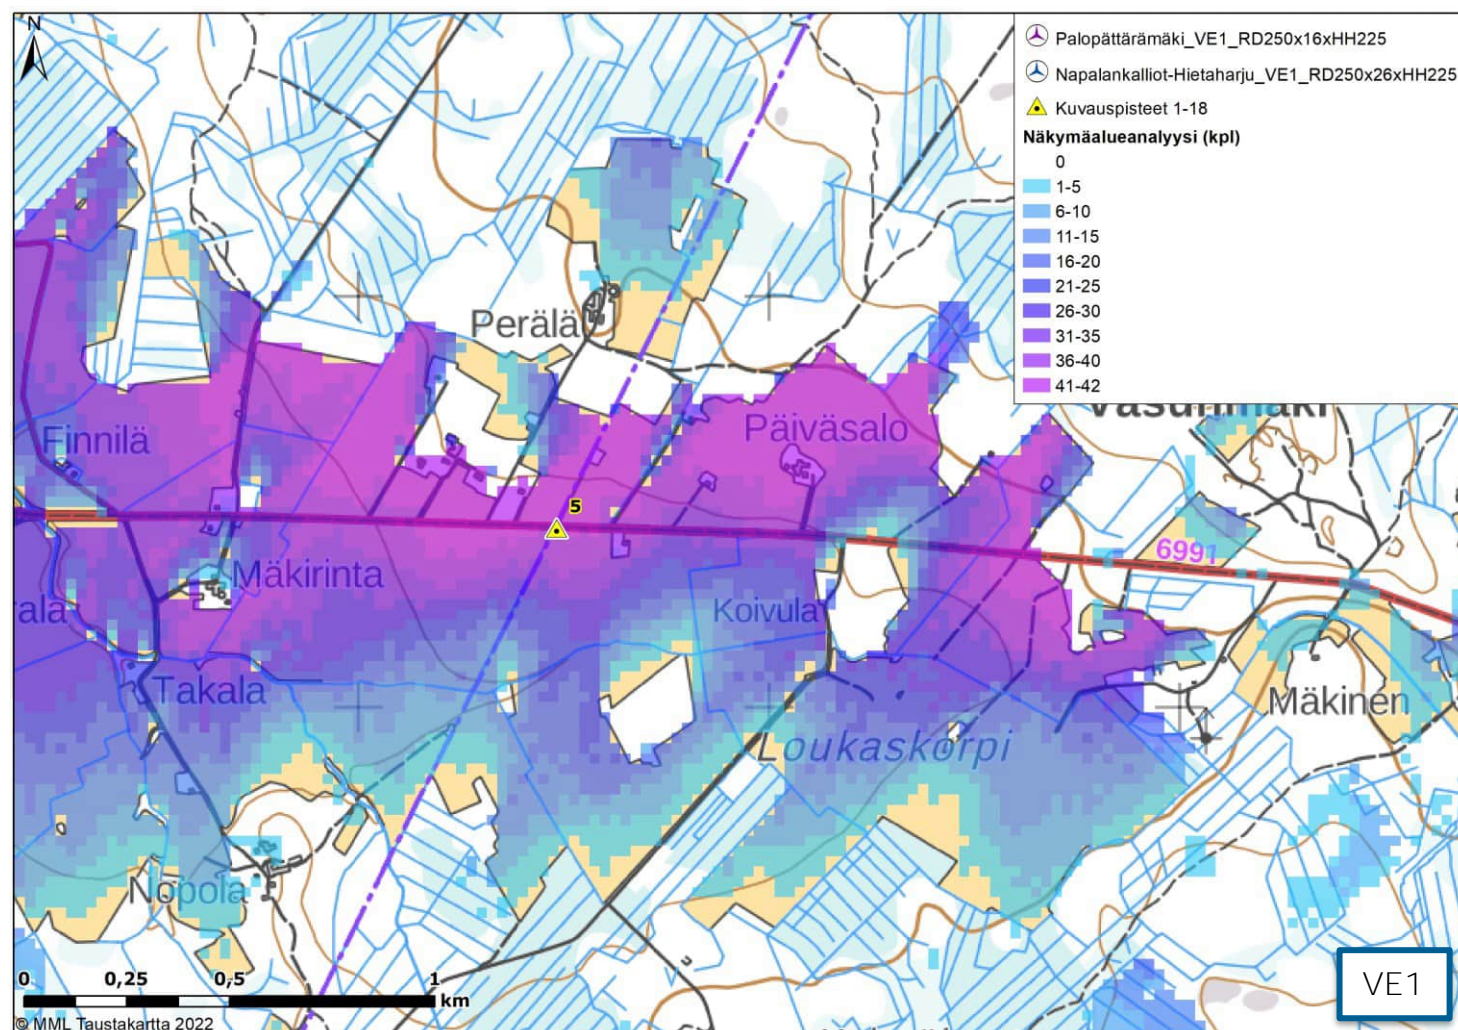 N
Palopättärämäki_VE1_RD250x16xHH225
Napalankalliot-Hietaharju_VE1_RD250x26xHH225
Kuvauspisteet 1-18
Näkymäalueanalyysi (kpl)
0
1-5
6-10
11-15
16-20
21-25
26-30
31-35
36-40
41-42
Perälä
Päiväsalo
Finnilä
5
6991
Mäkirinta
Koivula
Takala
Mäkinen
Loukaskorpi
Nopola
0 0,25 0,5 1
km
VE1
© MML Taustakartta 2022